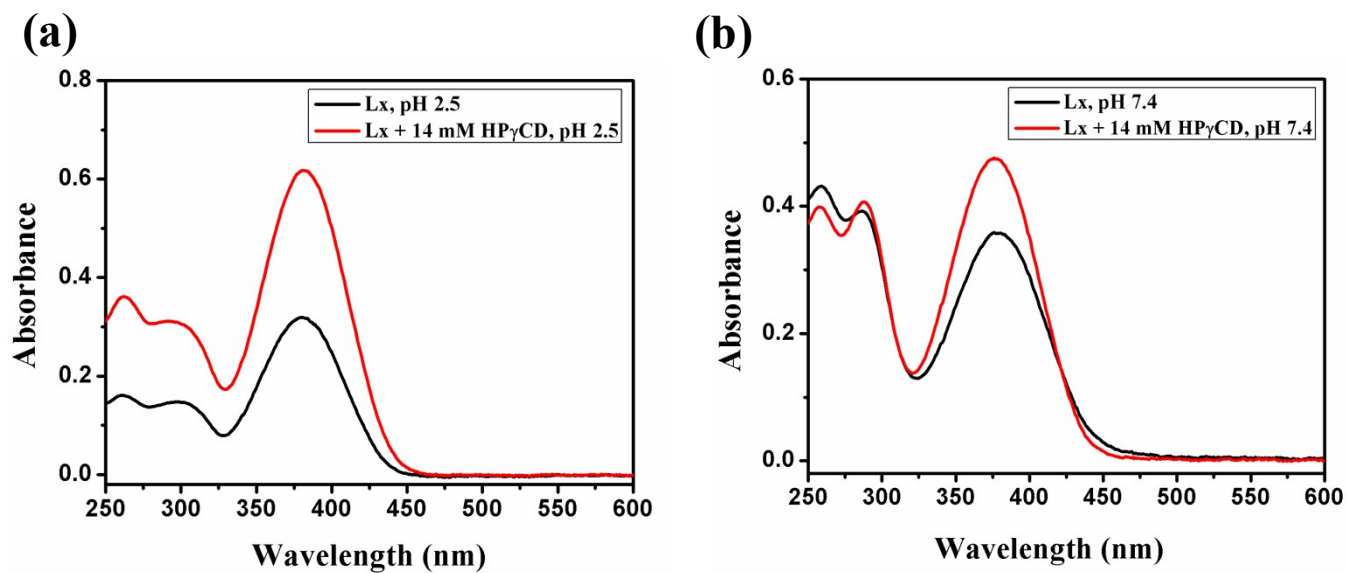 (a)
0.8
0.6
0.4
0.2
0.0
Absorbance
Lx, pH 2.5
Lx + 14 mM HPγCD, pH 2.5
250 300 350 400 450 500 550 600
Wavelength (nm)
(b)
0.6
0.4
0.2
0.0
Absorbance
Lx, pH 7.4
Lx + 14 mM HPγCD, pH 7.4
250 300 350 400 450 500 550 600
Wavelength (nm)